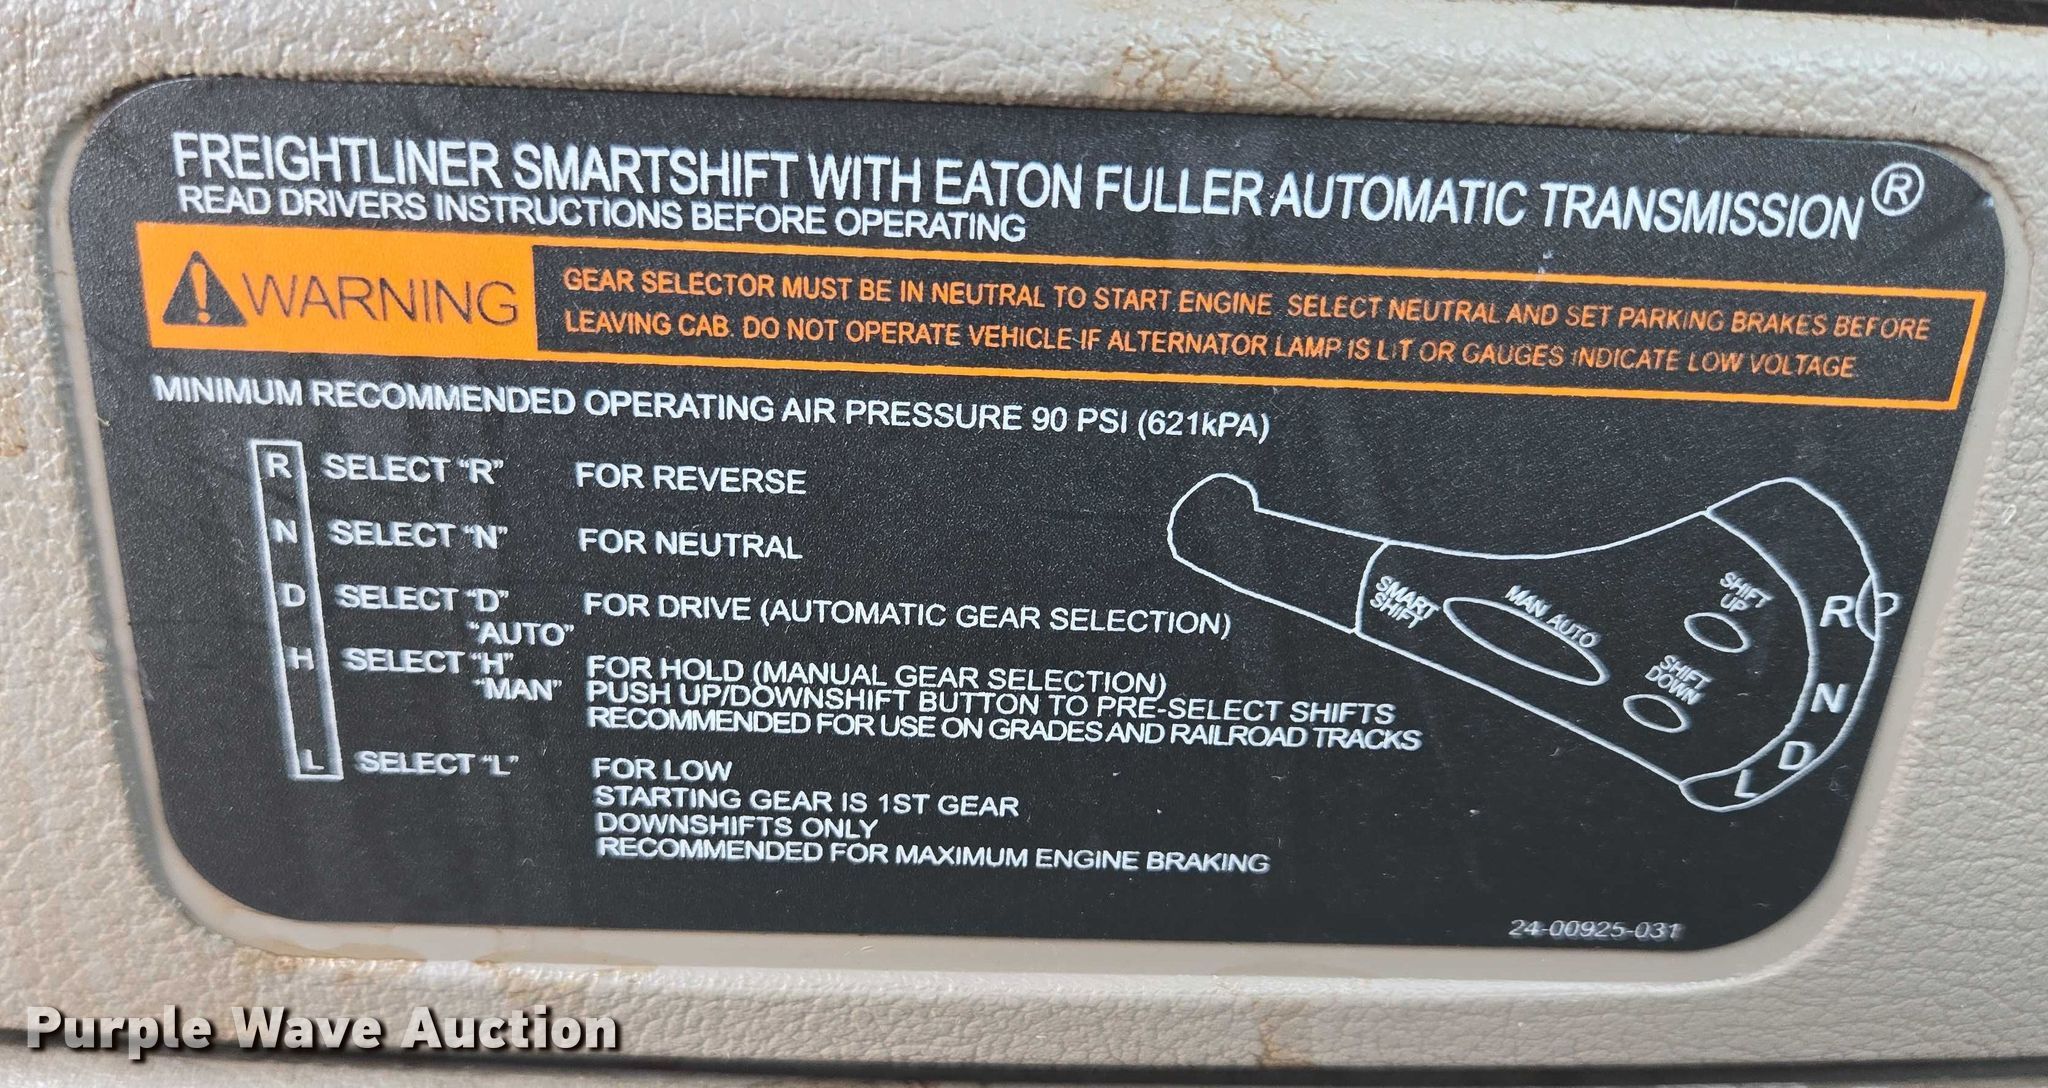 FREIGHTLINER SMARTSHIFT WITH EATON FULLER AUTOMATIC TRANSMISSION®
READ DRIVERS INSTRUCTIONS BEFORE OPERATING
WARNING
GEAR SELECTOR MUST BE IN NEUTRAL TO START ENGINE. SELECT NEUTRAL AND SET PARKING BRAKES BEFORE
LEAVING CAB. DO NOT OPERATE VEHICLE IF ALTERNATOR LAMP IS LIT OR GAUGES INDICATE LOW VOLTAGE.
MINIMUM RECOMMENDED OPERATING AIR PRESSURE 90 PSI (621kPA)
R SELECT "R" FOR REVERSE
N SELECT "N" FOR NEUTRAL
D SELECT "D" FOR DRIVE (AUTOMATIC GEAR SELECTION)
"AUTO"
H SELECT "H" FOR HOLD (MANUAL GEAR SELECTION)
"MAN" PUSH UP/DOWNSHIFT BUTTON TO PRE-SELECT SHIFTS
RECOMMENDED FOR USE ON GRADES AND RAILROAD TRACKS
L SELECT "L" FOR LOW
STARTING GEAR IS 1ST GEAR
DOWNSHIFTS ONLY
RECOMMENDED FOR MAXIMUM ENGINE BRAKING
SMART
SHIFT
MAN AUTO
SHIFT
UP
SHIFT
DOWN
R
N
D
L
24-00925-031
Purple Wave Auction